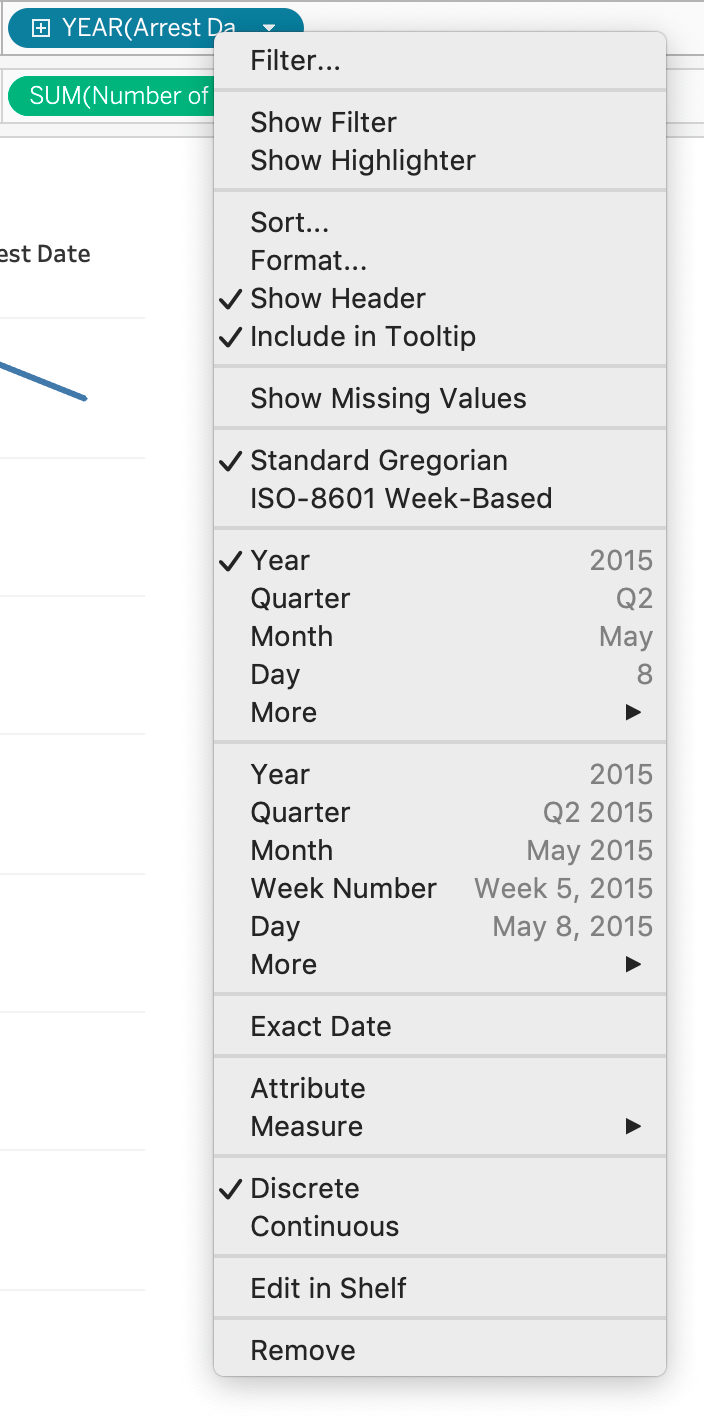 YEAR(Arrest Da
SUM(Number of
est Date
Filter...
Show Filter
Show Highlighter
Sort...
Format...
Show Header
Include in Tooltip
Show Missing Values
Standard Gregorian
ISO-8601 Week-Based
Year 2015
Quarter Q2
Month May
Day 8
More
Year 2015
Quarter Q2 2015
Month May 2015
Week Number Week 5, 2015
Day May 8, 2015
More
Exact Date
Attribute
Measure
Discrete
Continuous
Edit in Shelf
Remove